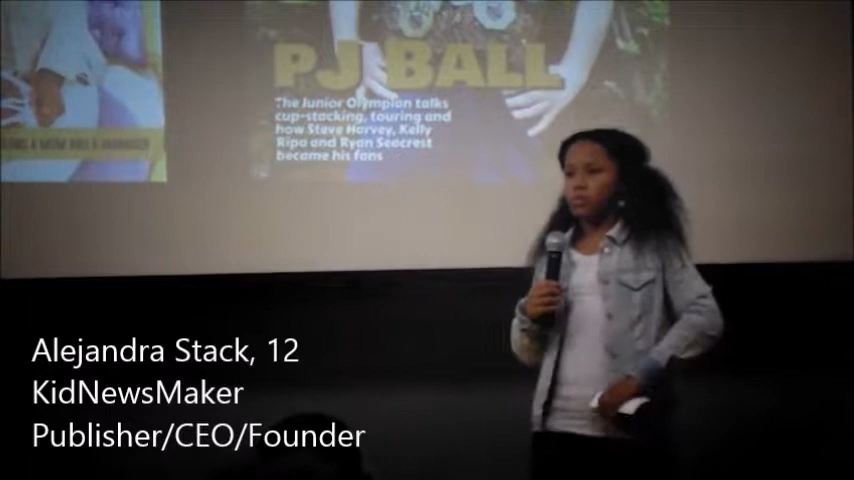 PJ BALL
The Junior Olympian talks
cup-stacking, touring and
how Steve Harvey, Kelly
Ripa and Ryan Seacrest
became his fans
Alejandra Stack, 12
KidNewsMaker
Publisher/CEO/Founder